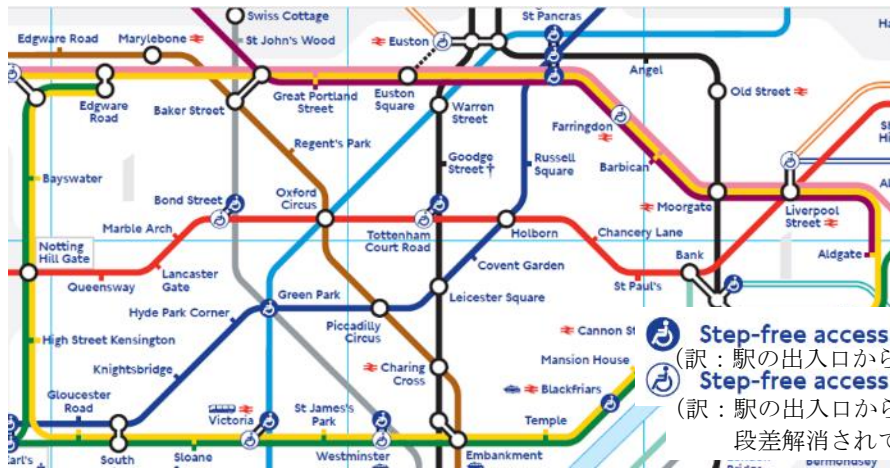 Swiss Cottage
St Pancras
Edgware Road
Marylebone
St John's Wood
Euston
Angel
Old Street
Edgware
Road
Baker Street
Great Portland
Street
Euston
Square
Warren
Street
Farringdon
Regent's Park
Goodge
Street †
Russell
Square
Barbican
Bayswater
Bond Street
Oxford
Circus
Moorgate
Liverpool
Street
Marble Arch
Tottenham
Court Road
Holborn
Chancery Lane
Notting
Hill Gate
Bank
Aldgate
Queensway
Lancaster
Gate
Covent Garden
St Paul's
Green Park
Leicester Square
Hyde Park Corner
Piccadilly
Circus
Cannon St
Step-free access
(訳：駅の出入口から
Step-free access
(訳：駅の出入口から
段差解消されて
High Street Kensington
Mansion House
Knightsbridge
Charing
Cross
Blackfriars
Gloucester
Road
Victoria
St James's
Park
Temple
Earl's
South
Sloane
Westminster
Embankment
Bermondsey